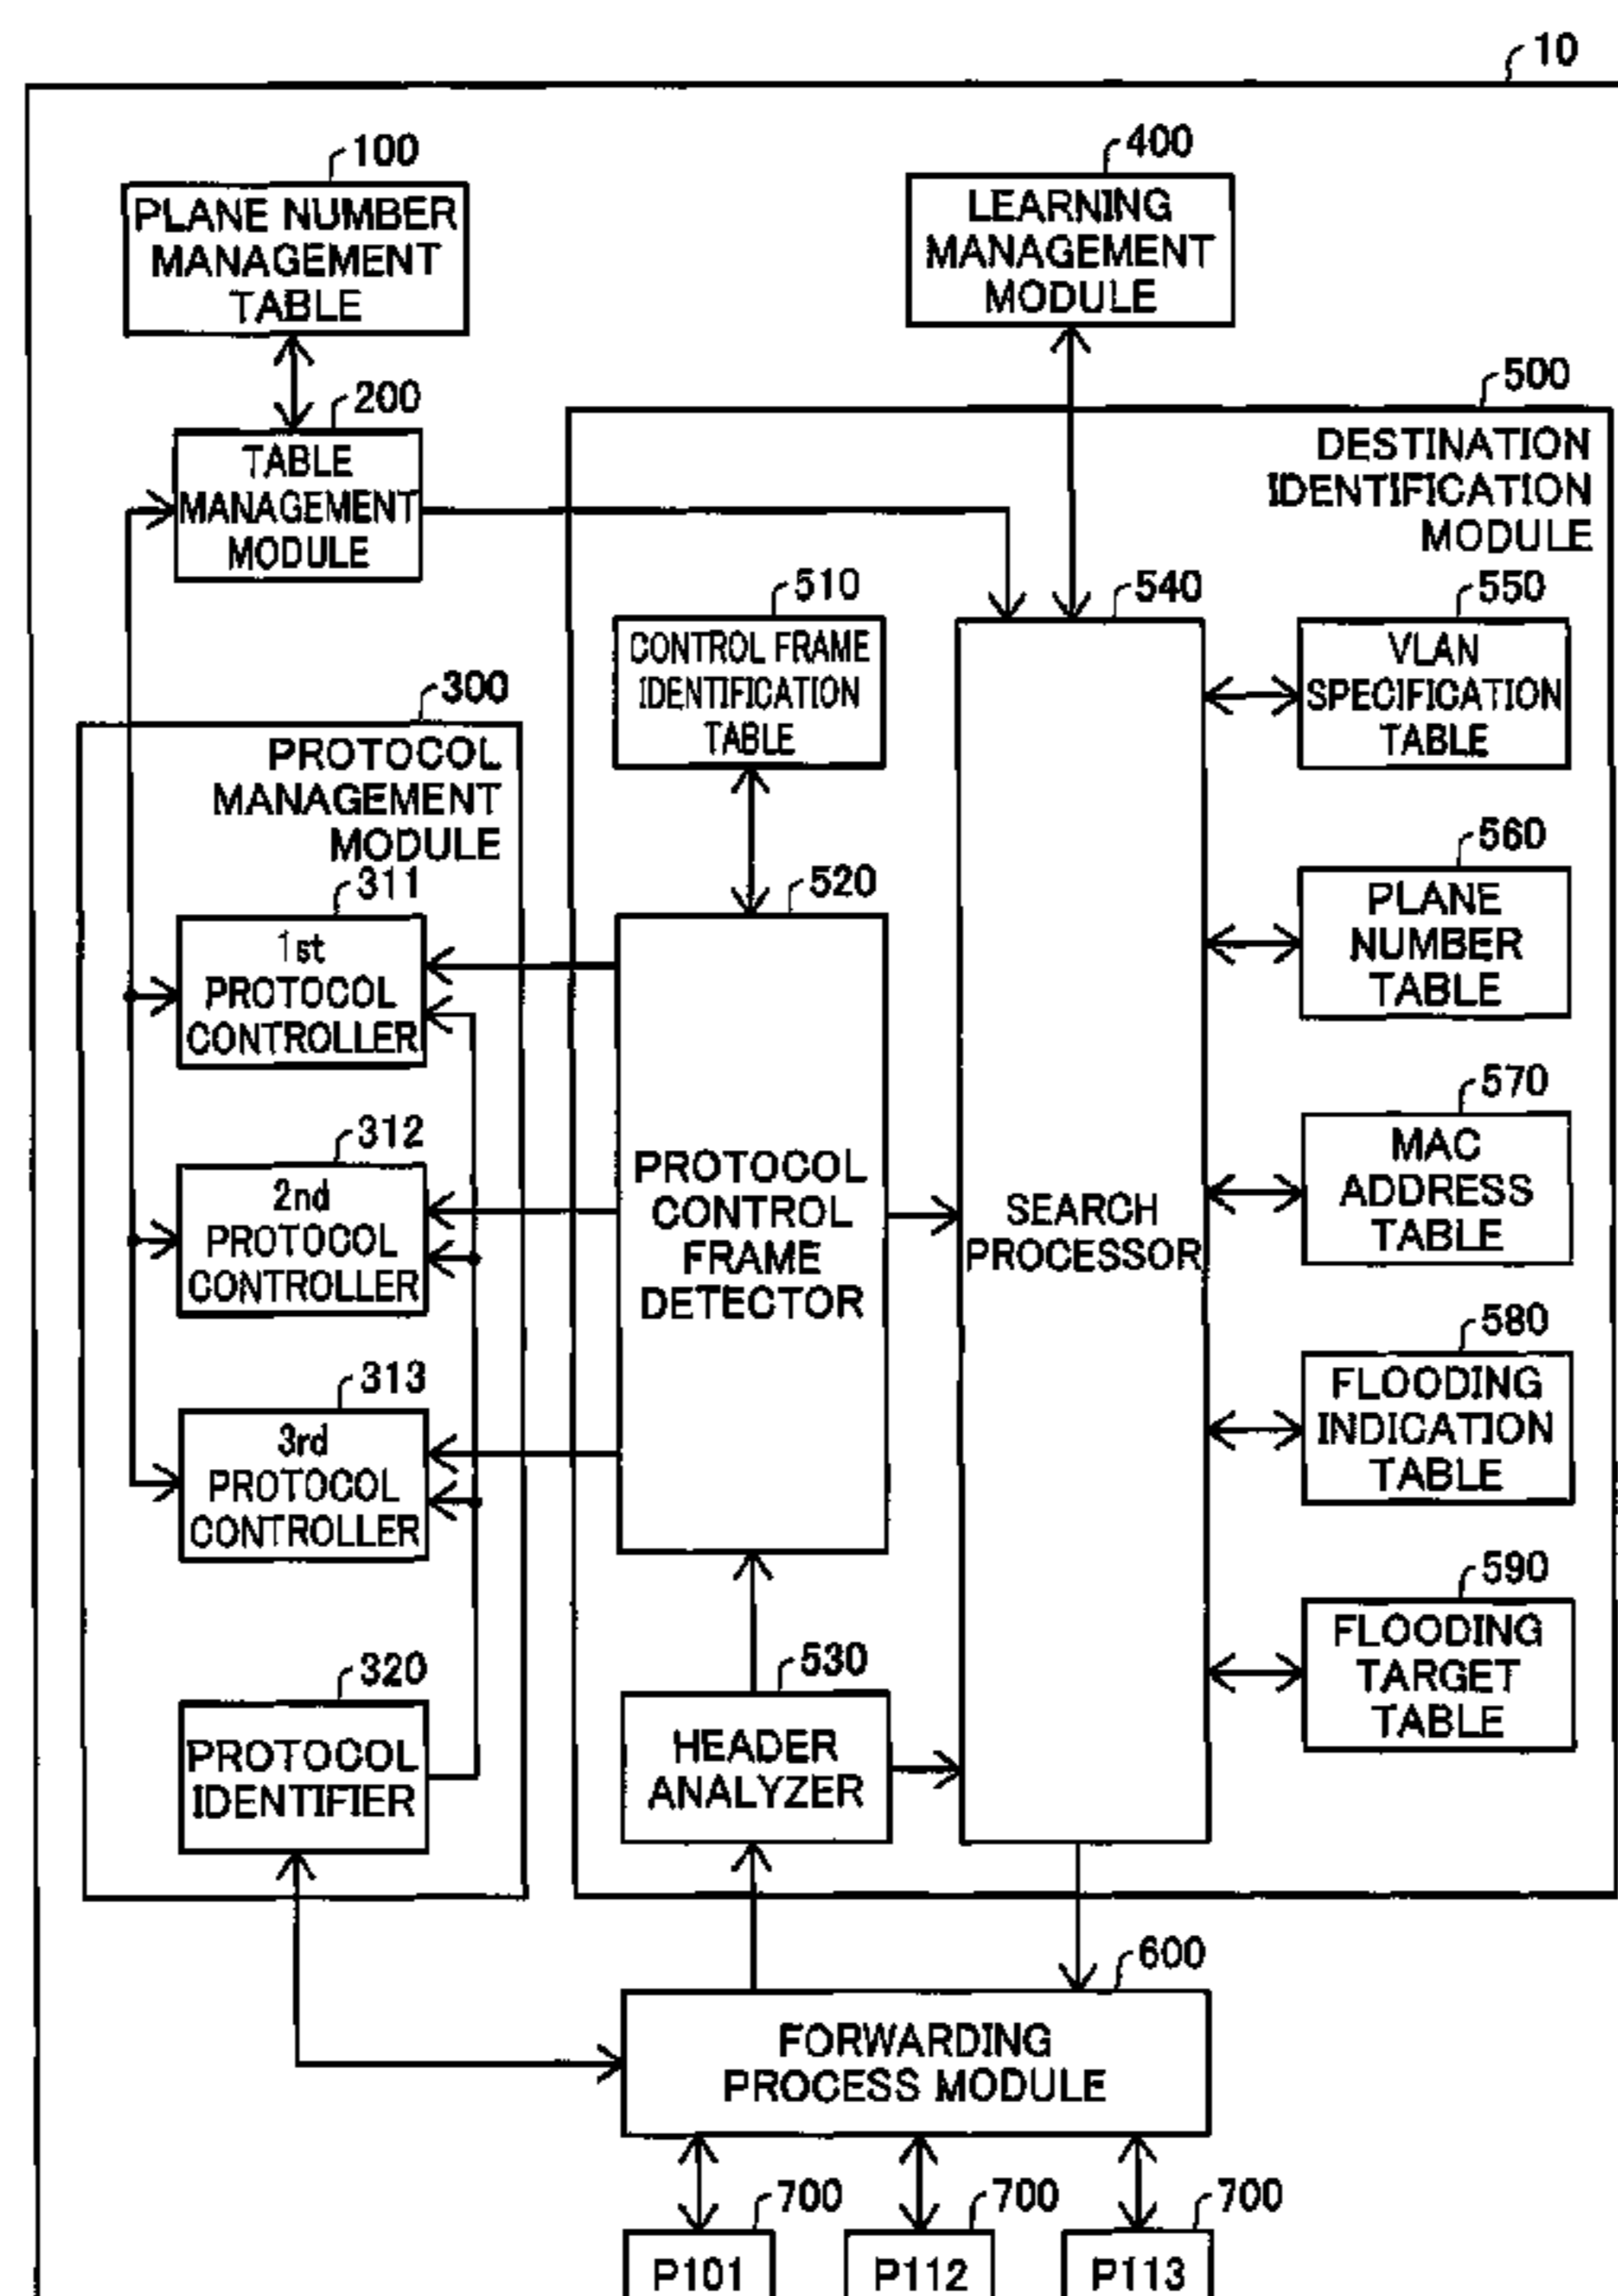 10
100
PLANE NUMBER
MANAGEMENT
TABLE
400
LEARNING
MANAGEMENT
MODULE
200
TABLE
MANAGEMENT
MODULE
500
DESTINATION
IDENTIFICATION
MODULE
510
CONTROL FRAME
IDENTIFICATION
TABLE
540
SEARCH
PROCESSOR
550
VLAN
SPECIFICATION
TABLE
300
PROTOCOL
MANAGEMENT
MODULE
311
1st
PROTOCOL
CONTROLLER
520
PROTOCOL
CONTROL
FRAME
DETECTOR
560
PLANE
NUMBER
TABLE
312
2nd
PROTOCOL
CONTROLLER
570
MAC
ADDRESS
TABLE
313
3rd
PROTOCOL
CONTROLLER
580
FLOODING
INDICATION
TABLE
320
PROTOCOL
IDENTIFIER
530
HEADER
ANALYZER
590
FLOODING
TARGET
TABLE
600
FORWARDING
PROCESS MODULE
700
P101
700
P112
700
P113